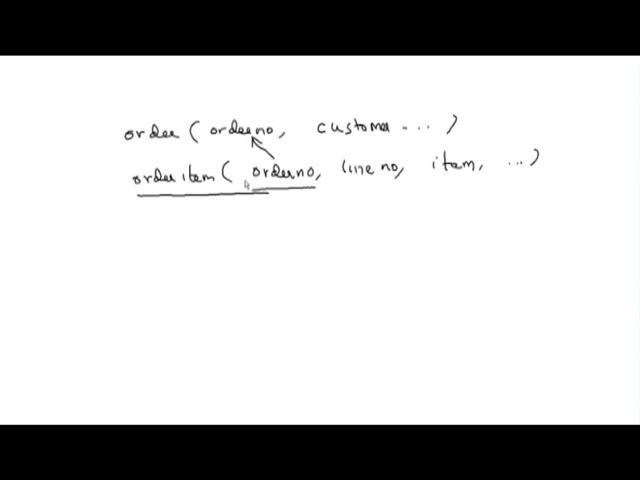 order ( orderno, customer ... )
orderitem ( orderno, line no, item, ... )